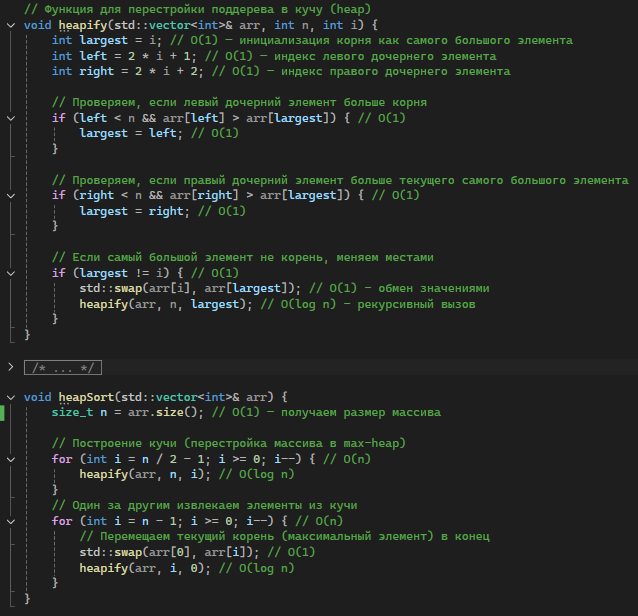 // Функция для перестройки поддерева в кучу (heap)
void heapify(std::vector<int>& arr, int n, int i) {
    int largest = i; // O(1) – инициализация корня как самого большого элемента
    int left = 2 * i + 1; // O(1) – индекс левого дочернего элемента
    int right = 2 * i + 2; // O(1) – индекс правого дочернего элемента

    // Проверяем, если левый дочерний элемент больше корня
    if (left < n && arr[left] > arr[largest]) { // O(1)
        largest = left; // O(1)
    }

    // Проверяем, если правый дочерний элемент больше текущего самого большого элемента
    if (right < n && arr[right] > arr[largest]) { // O(1)
        largest = right; // O(1)
    }

    // Если самый большой элемент не корень, меняем местами
    if (largest != i) { // O(1)
        std::swap(arr[i], arr[largest]); // O(1) – обмен значениями
        heapify(arr, n, largest); // O(log n) – рекурсивный вызов
    }
}

/* ... */

void heapSort(std::vector<int>& arr) {
    size_t n = arr.size(); // O(1) – получаем размер массива

    // Построение кучи (перестройка массива в max-heap)
    for (int i = n / 2 - 1; i >= 0; i--) { // O(n)
        heapify(arr, n, i); // O(log n)
    }
    // Один за другим извлекаем элементы из кучи
    for (int i = n - 1; i >= 0; i--) { // O(n)
        // Перемещаем текущий корень (максимальный элемент) в конец
        std::swap(arr[0], arr[i]); // O(1)
        heapify(arr, i, 0); // O(log n)
    }
}